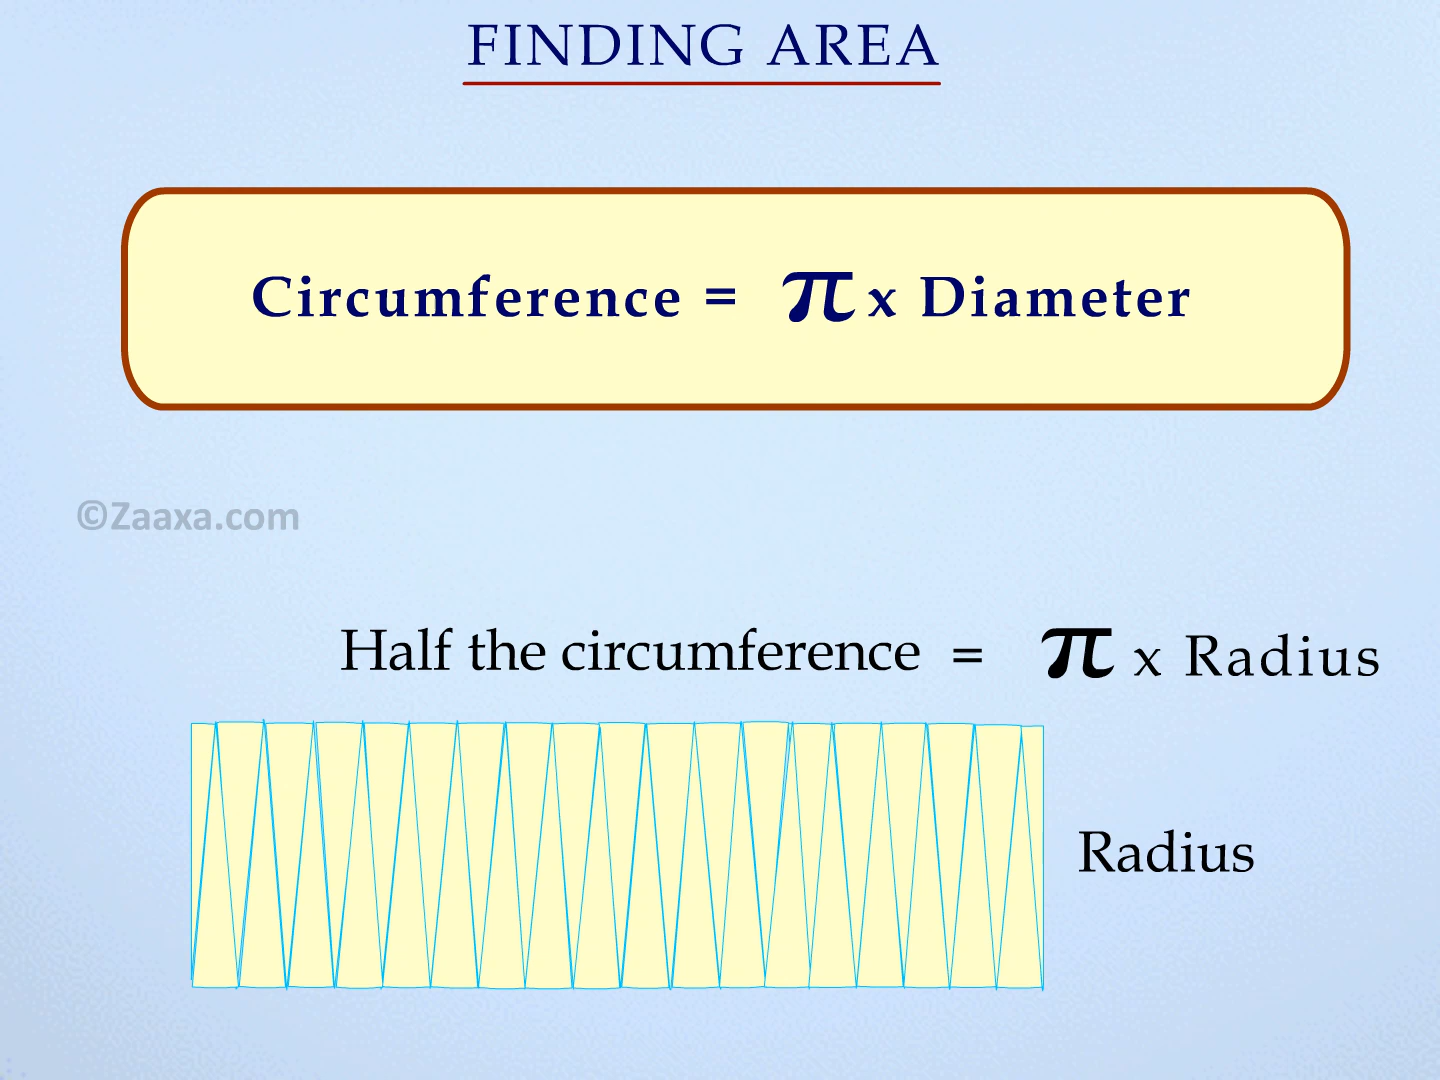 FINDING AREA
Circumference = π x Diameter
©Zaaxa.com
Half the circumference = π x Radius
Radius